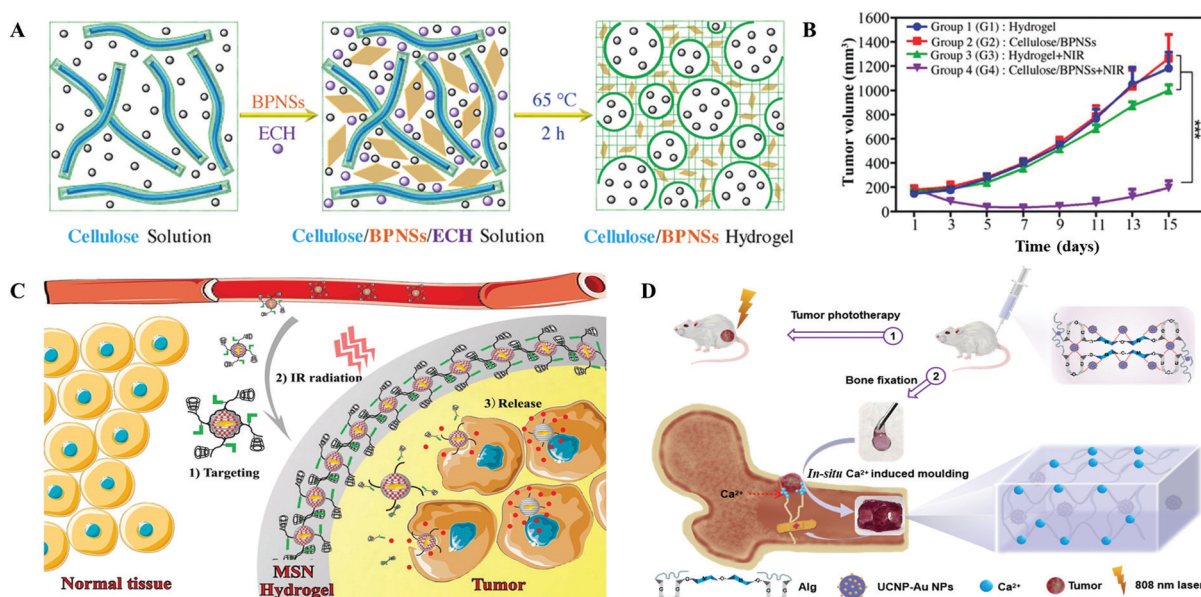 A
BPNSs
ECH
65 °C
2 h
Cellulose Solution
Cellulose/BPNSs/ECH Solution
Cellulose/BPNSs Hydrogel
B
Tumor volume (mm³)
1600
1400
1200
1000
800
600
400
200
0
Group 1 (G1) : Hydrogel
Group 2 (G2) : Cellulose/BPNSs
Group 3 (G3) : Hydrogel+NIR
Group 4 (G4) : Cellulose/BPNSs+NIR
***
1 3 5 7 9 11 13 15
Time (days)
C
2) IR radiation
1) Targeting
3) Release
Normal tissue
MSN
Hydrogel
Tumor
D
Tumor phototherapy
1
Bone fixation
2
In-situ Ca²⁺ induced moulding
Ca²⁺
Alg
UCNP-Au NPs
Ca²⁺
Tumor
808 nm laser